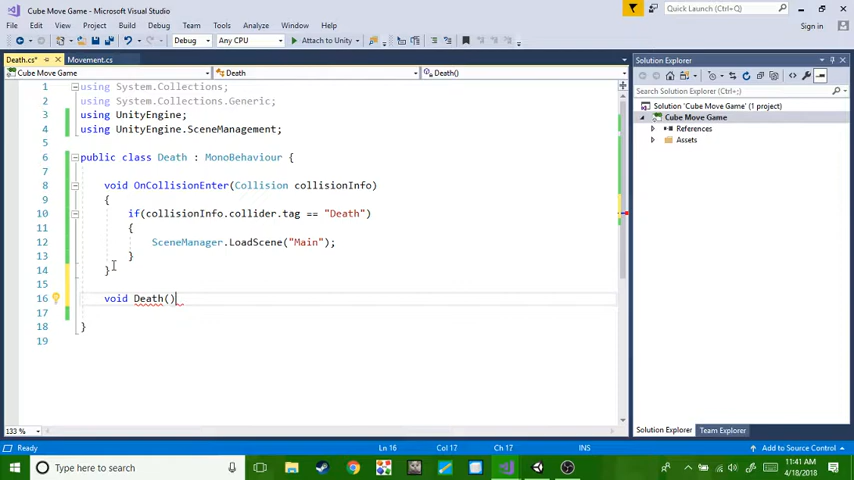 Cube Move Game - Microsoft Visual Studio
Quick Launch (Ctrl+Q)
File Edit View Project Build Debug Team Tools Test Analyze Window Help
Sign in
Debug Any CPU Attach to Unity
Death.cs* Movement.cs
Cube Move Game Death Death()
1 using System.Collections;
2 using System.Collections.Generic;
3 using UnityEngine;
4 using UnityEngine.SceneManagement;
5
6 public class Death : MonoBehaviour {
7
8 void OnCollisionEnter(Collision collisionInfo)
9 {
10 if(collisionInfo.collider.tag == "Death")
11 {
12 SceneManager.LoadScene("Main");
13 }
14 }
15
16 void Death()
17
18 }
19
133 %
Solution Explorer
Search Solution Explorer (Ctrl+;)
Solution 'Cube Move Game' (1 project)
Cube Move Game
References
Assets
Solution Explorer Team Explorer
Ready Ln 16 Col 17 Ch 17 INS Add to Source Control
Type here to search
11:41 AM
4/18/2018